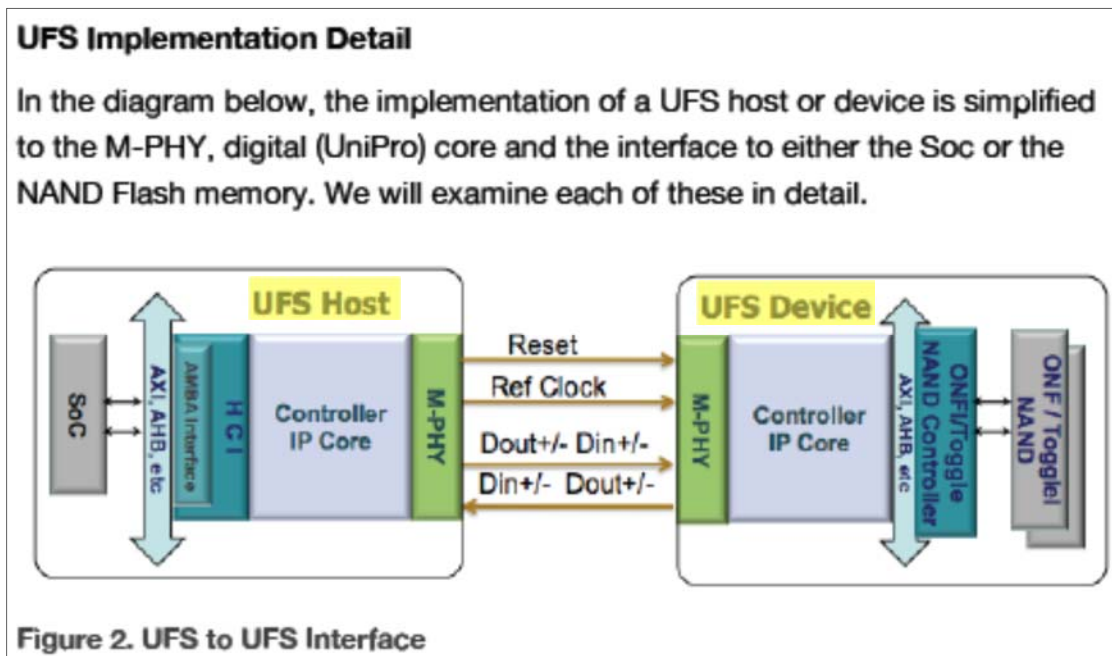 UFS Implementation Detail
In the diagram below, the implementation of a UFS host or device is simplified
to the M-PHY, digital (UniPro) core and the interface to either the Soc or the
NAND Flash memory. We will examine each of these in detail.
UFS Host
SoC
AXI, AHB, etc
AMBA Interface
H C I
Controller
IP Core
M-PHY
Reset
Ref Clock
Dout+/- Din+/-
Din+/- Dout+/-
UFS Device
M-PHY
Controller
IP Core
AXI, AHB, etc
ONFI/Toggle
NAND Controller
ONF / Togglel
NAND
Figure 2. UFS to UFS Interface